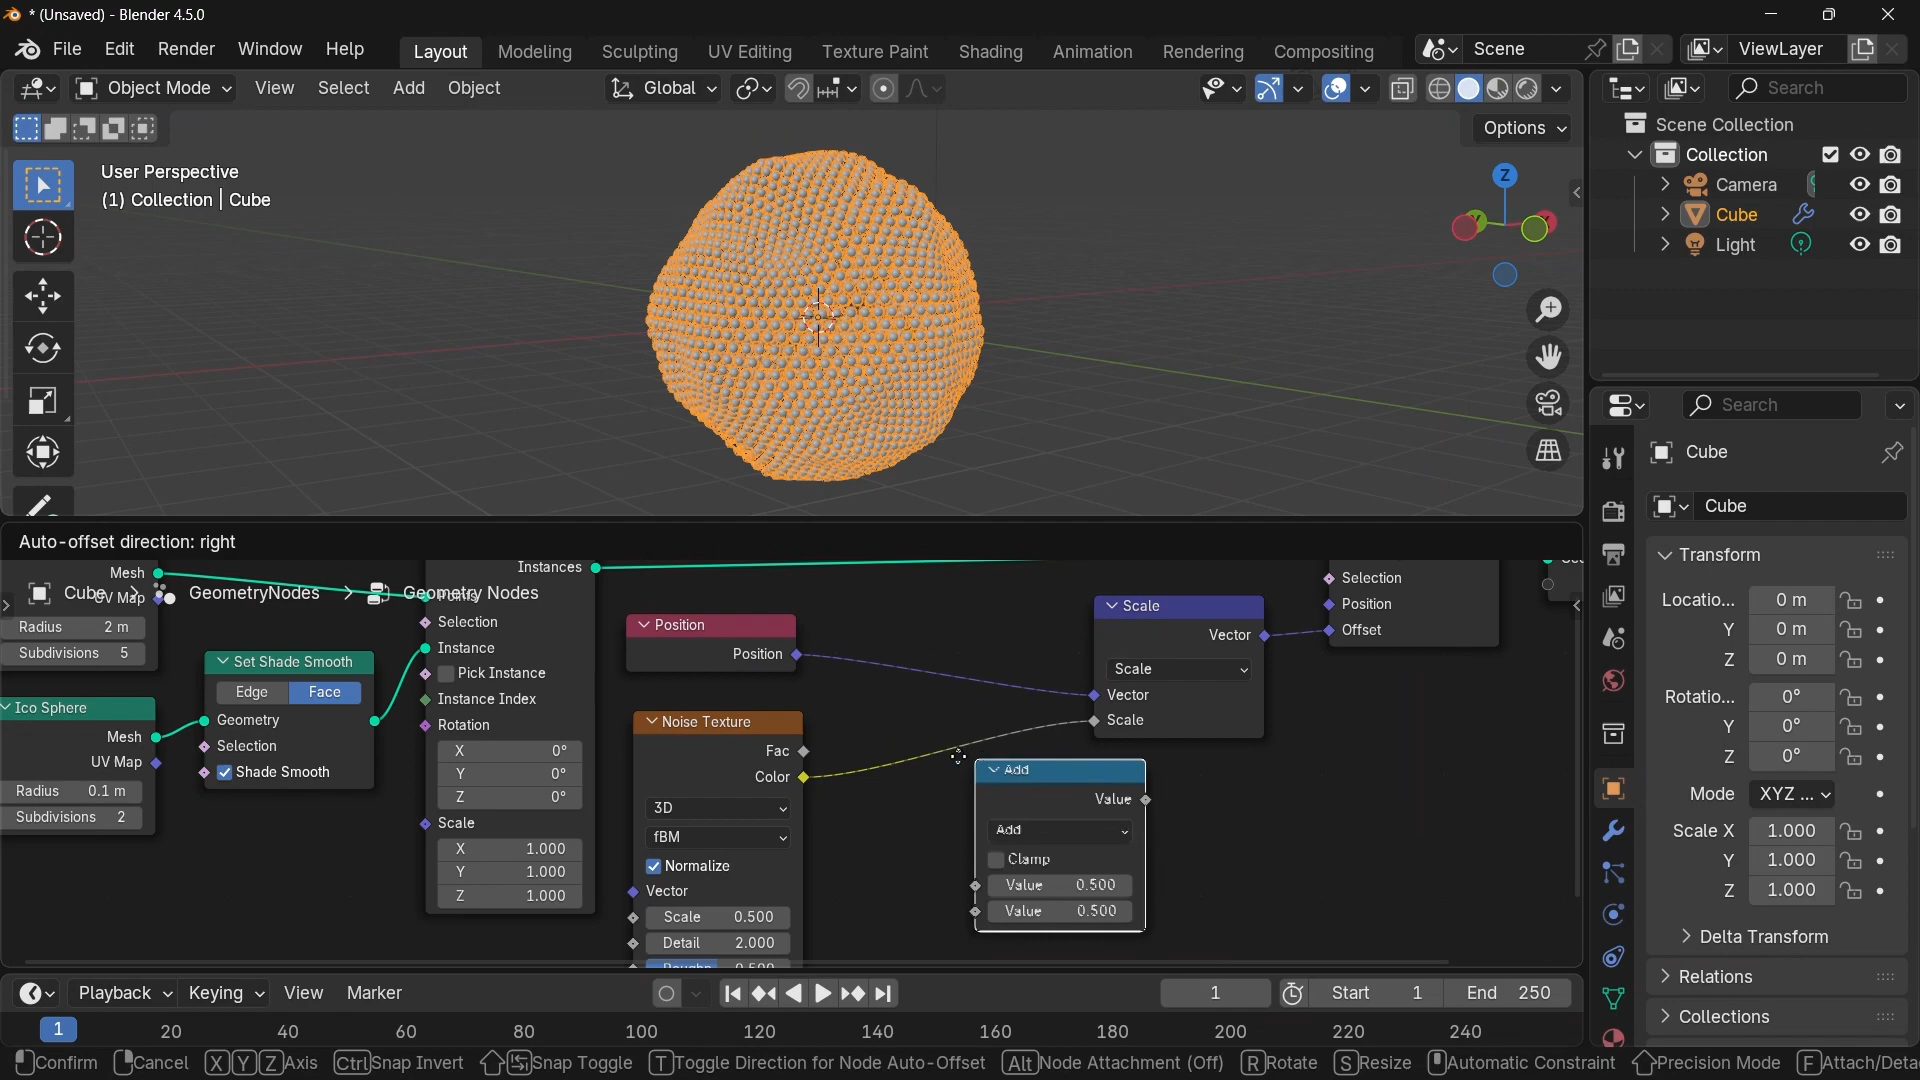 * (Unsaved) - Blender 4.5.0
File Edit Render Window Help Layout Modeling Sculpting UV Editing Texture Paint Shading Animation Rendering Compositing Scene ViewLayer
Object Mode View Select Add Object Global
Search
Options
User Perspective
(1) Collection | Cube
Z
Scene Collection
Collection
Camera
Cube
Light
Search
Cube
Cube
Transform
Locatio... 0 m
Y 0 m
Z 0 m
Rotatio... 0°
Y 0°
Z 0°
Mode XYZ ...
Scale X 1.000
Y 1.000
Z 1.000
Delta Transform
Relations
Collections
Auto-offset direction: right
Cube > GeometryNodes > Geometry Nodes
Mesh
UV Map
Radius 2 m
Subdivisions 5
Ico Sphere
Mesh
UV Map
Radius 0.1 m
Subdivisions 2
Set Shade Smooth
Edge Face
Geometry
Selection
Shade Smooth
Instances
Points
Selection
Instance
Pick Instance
Instance Index
Rotation
X 0°
Y 0°
Z 0°
Scale
X 1.000
Y 1.000
Z 1.000
Position
Position
Noise Texture
Fac
Color
3D
fBM
Normalize
Vector
Scale 0.500
Detail 2.000
Add
Value
Add
Clamp
Value 0.500
Value 0.500
Scale
Vector
Scale
Vector
Scale
Selection
Position
Offset
Playback Keying View Marker 1 Start 1 End 250
1 20 40 60 80 100 120 140 160 180 200 220 240
Confirm Cancel X Y Z Axis Ctrl Snap Invert Snap Toggle T Toggle Direction for Node Auto-Offset Alt Node Attachment (Off) R Rotate S Resize Automatic Constraint Precision Mode F Attach/Deta